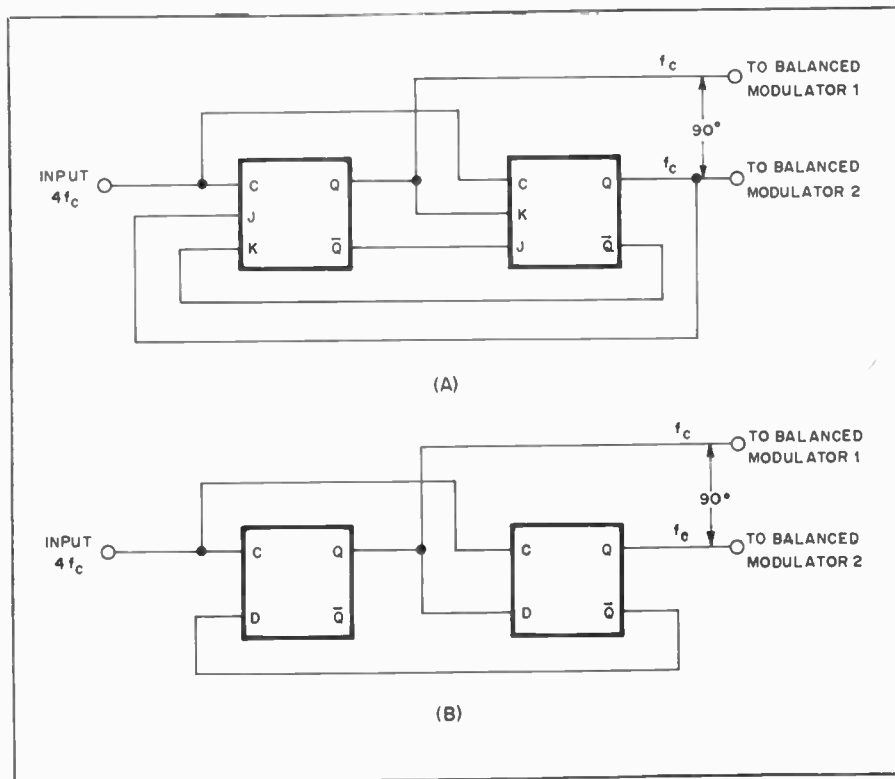 f_c
TO BALANCED
MODULATOR 1
90°
INPUT
4f_c
C Q
J
K Q̅
C Q
K
J Q̅
f_c
TO BALANCED
MODULATOR 2
(A)
f_c
TO BALANCED
MODULATOR 1
90°
INPUT
4f_c
C Q
D Q̅
C Q
D Q̅
f_e
TO BALANCED
MODULATOR 2
(B)